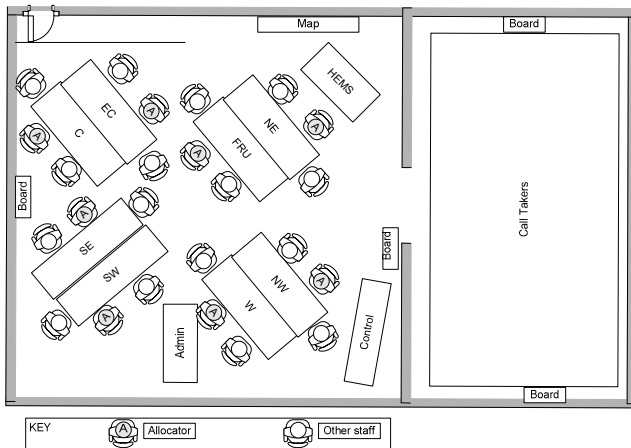 Map
Board
HEMS
EC
C
A
A
NE
FRU
A
A
Call Takers
Board
Board
A
SE
SW
A
NW
W
A
A
Admin
Control
Board
KEY
A
Allocator
Other staff